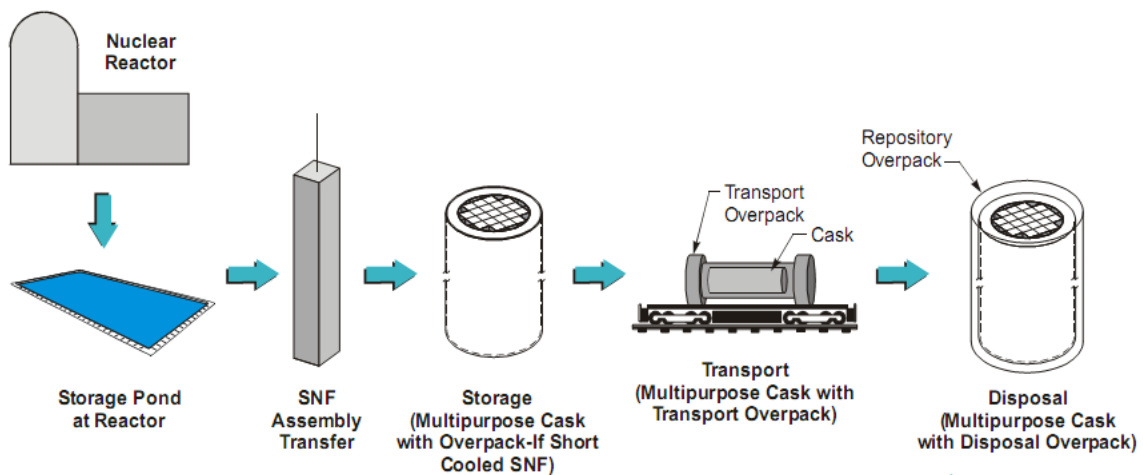 Nuclear
Reactor
Repository
Overpack
Transport
Overpack
Cask
Storage Pond
at Reactor
SNF
Assembly
Transfer
Storage
(Multipurpose Cask
with Overpack-If Short
Cooled SNF)
Transport
(Multipurpose Cask with
Transport Overpack)
Disposal
(Multipurpose Cask
with Disposal Overpack)